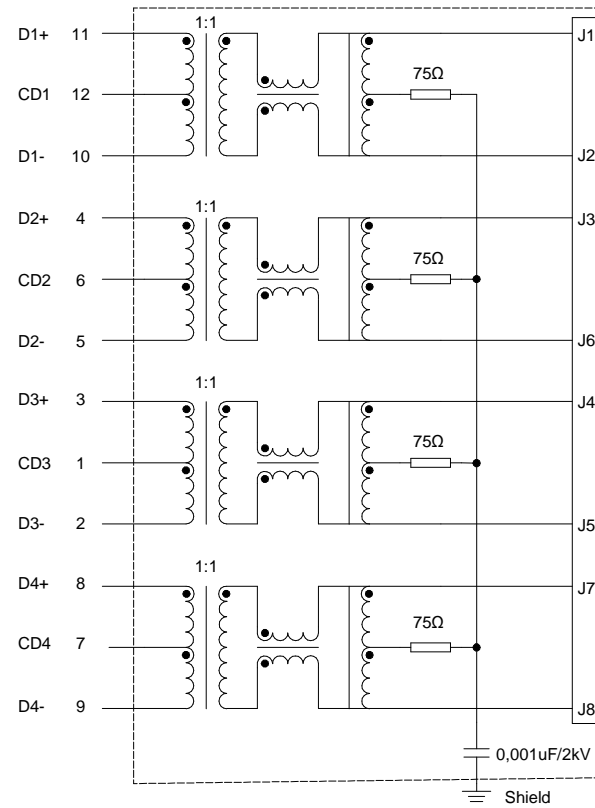 1:1
D1+ 11 J1
75Ω
CD1 12
D1- 10 J2
1:1
D2+ 4 J3
75Ω
CD2 6
D2- 5 J6
1:1
D3+ 3 J4
75Ω
CD3 1
D3- 2 J5
1:1
D4+ 8 J7
75Ω
CD4 7
D4- 9 J8
0,001uF/2kV
Shield